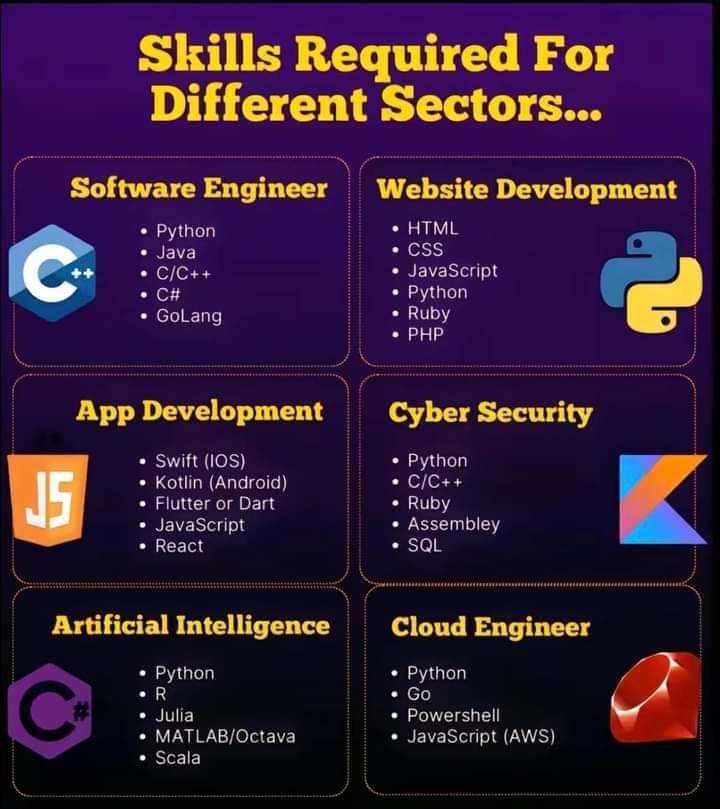 Skills Required For
Different Sectors...
Software Engineer
• Python
• Java
• C/C++
• C#
• GoLang
C++
Website Development
• HTML
• CSS
• JavaScript
• Python
• Ruby
• PHP
App Development
• Swift (IOS)
• Kotlin (Android)
• Flutter or Dart
• JavaScript
• React
JS
Cyber Security
• Python
• C/C++
• Ruby
• Assembley
• SQL
Artificial Intelligence
• Python
• R
• Julia
• MATLAB/Octava
• Scala
C#
Cloud Engineer
• Python
• Go
• Powershell
• JavaScript (AWS)